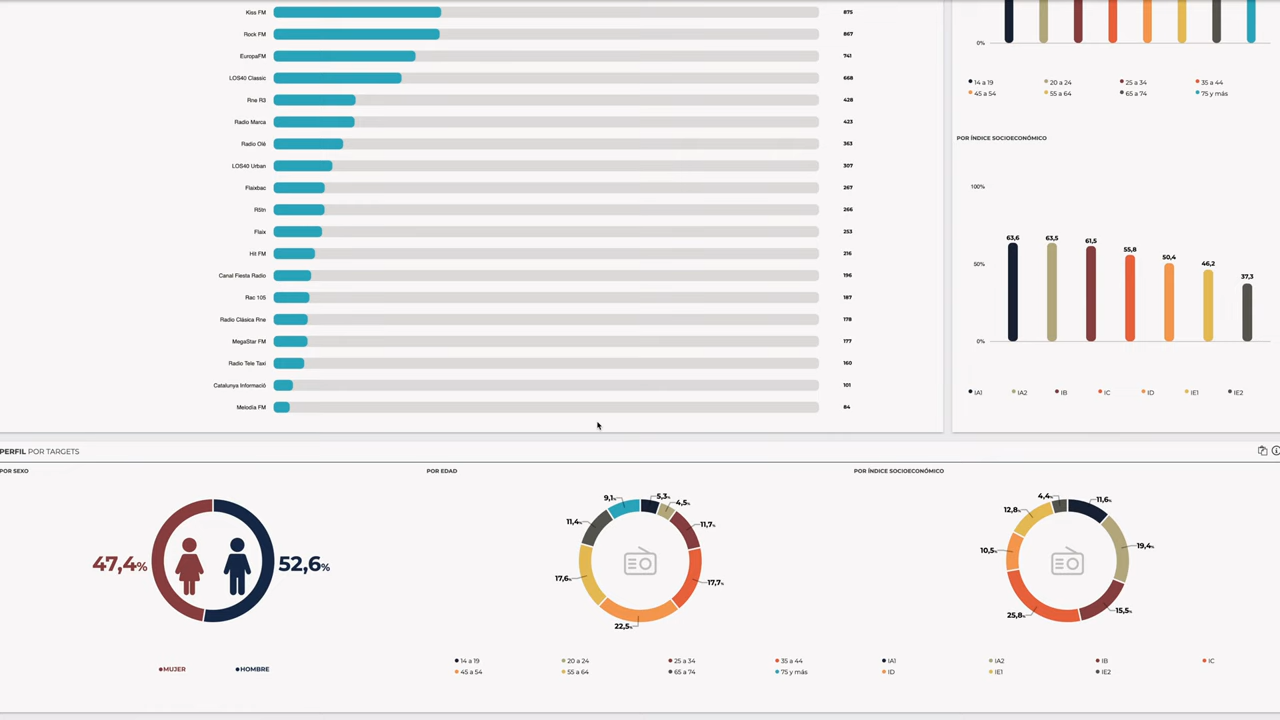 Kiss FM 875
Rock FM 867
EuropaFM 741
LOS40 Classic 668
Rne R3 428
Radio Marca 423
Radio Olé 363
LOS40 Urban 307
Flaixbac 267
R5tn 266
Flaix 253
Hit FM 216
Canal Fiesta Radio 196
Rac 105 187
Radio Clásica Rne 178
MegaStar FM 177
Radio Tele Taxi 160
Catalunya Informació 101
Melodía FM 84
0%
14 a 19 20 a 24 25 a 34 35 a 44
45 a 54 55 a 64 65 a 74 75 y más
POR ÍNDICE SOCIOECONÓMICO
100%
50%
0%
63,6 63,5 61,5 55,8 50,4 46,2 37,3
IA1 IA2 IB IC ID IE1 IE2
PERFIL POR TARGETS
POR SEXO
47,4% 52,6%
MUJER HOMBRE
POR EDAD
5,3%
4,5%
11,7%
17,7%
22,5%
17,6%
11,4%
9,1%
14 a 19 20 a 24 25 a 34 35 a 44
45 a 54 55 a 64 65 a 74 75 y más
POR ÍNDICE SOCIOECONÓMICO
11,6%
19,4%
15,5%
25,8%
10,5%
12,8%
4,4%
IA1 IA2 IB IC
ID IE1 IE2